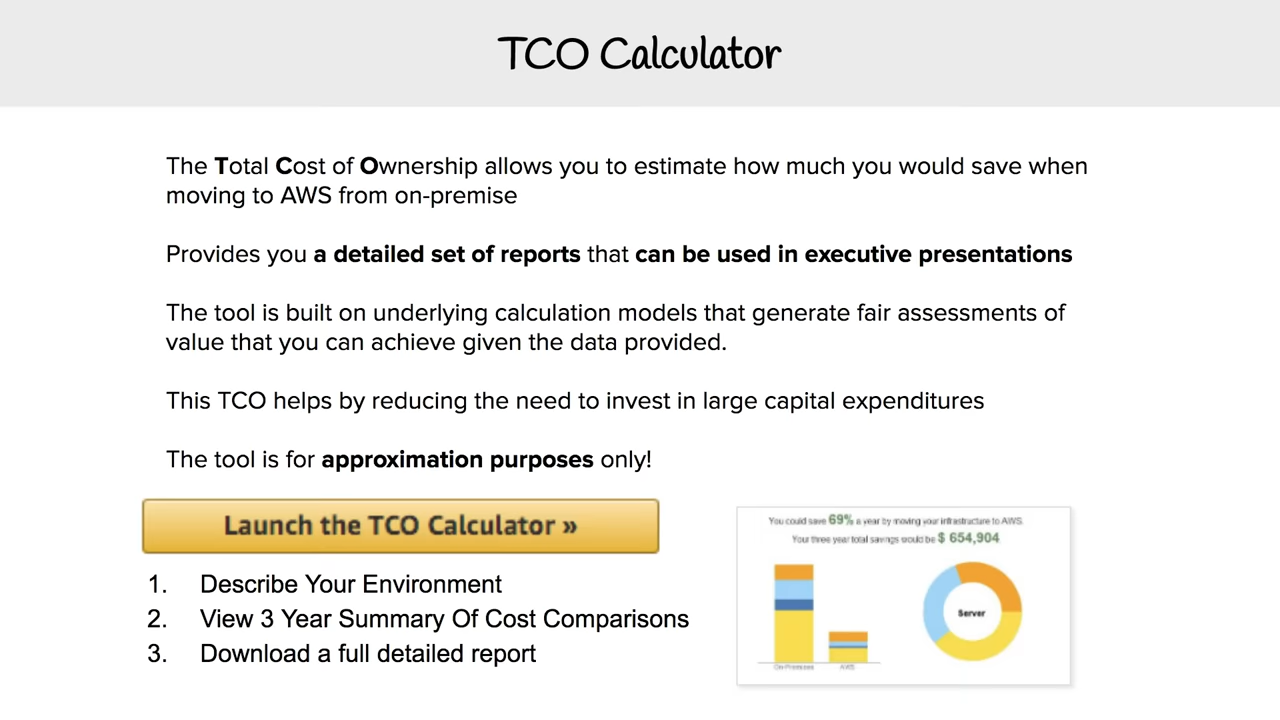 TCO Calculator
The Total Cost of Ownership allows you to estimate how much you would save when
moving to AWS from on-premise
Provides you a detailed set of reports that can be used in executive presentations
The tool is built on underlying calculation models that generate fair assessments of
value that you can achieve given the data provided.
This TCO helps by reducing the need to invest in large capital expenditures
The tool is for approximation purposes only!
Launch the TCO Calculator »
1. Describe Your Environment
2. View 3 Year Summary Of Cost Comparisons
3. Download a full detailed report
You could save 69% a year by moving your infrastructure to AWS.
Your three year total savings would be $ 654,904
Server
On-Premises
AWS